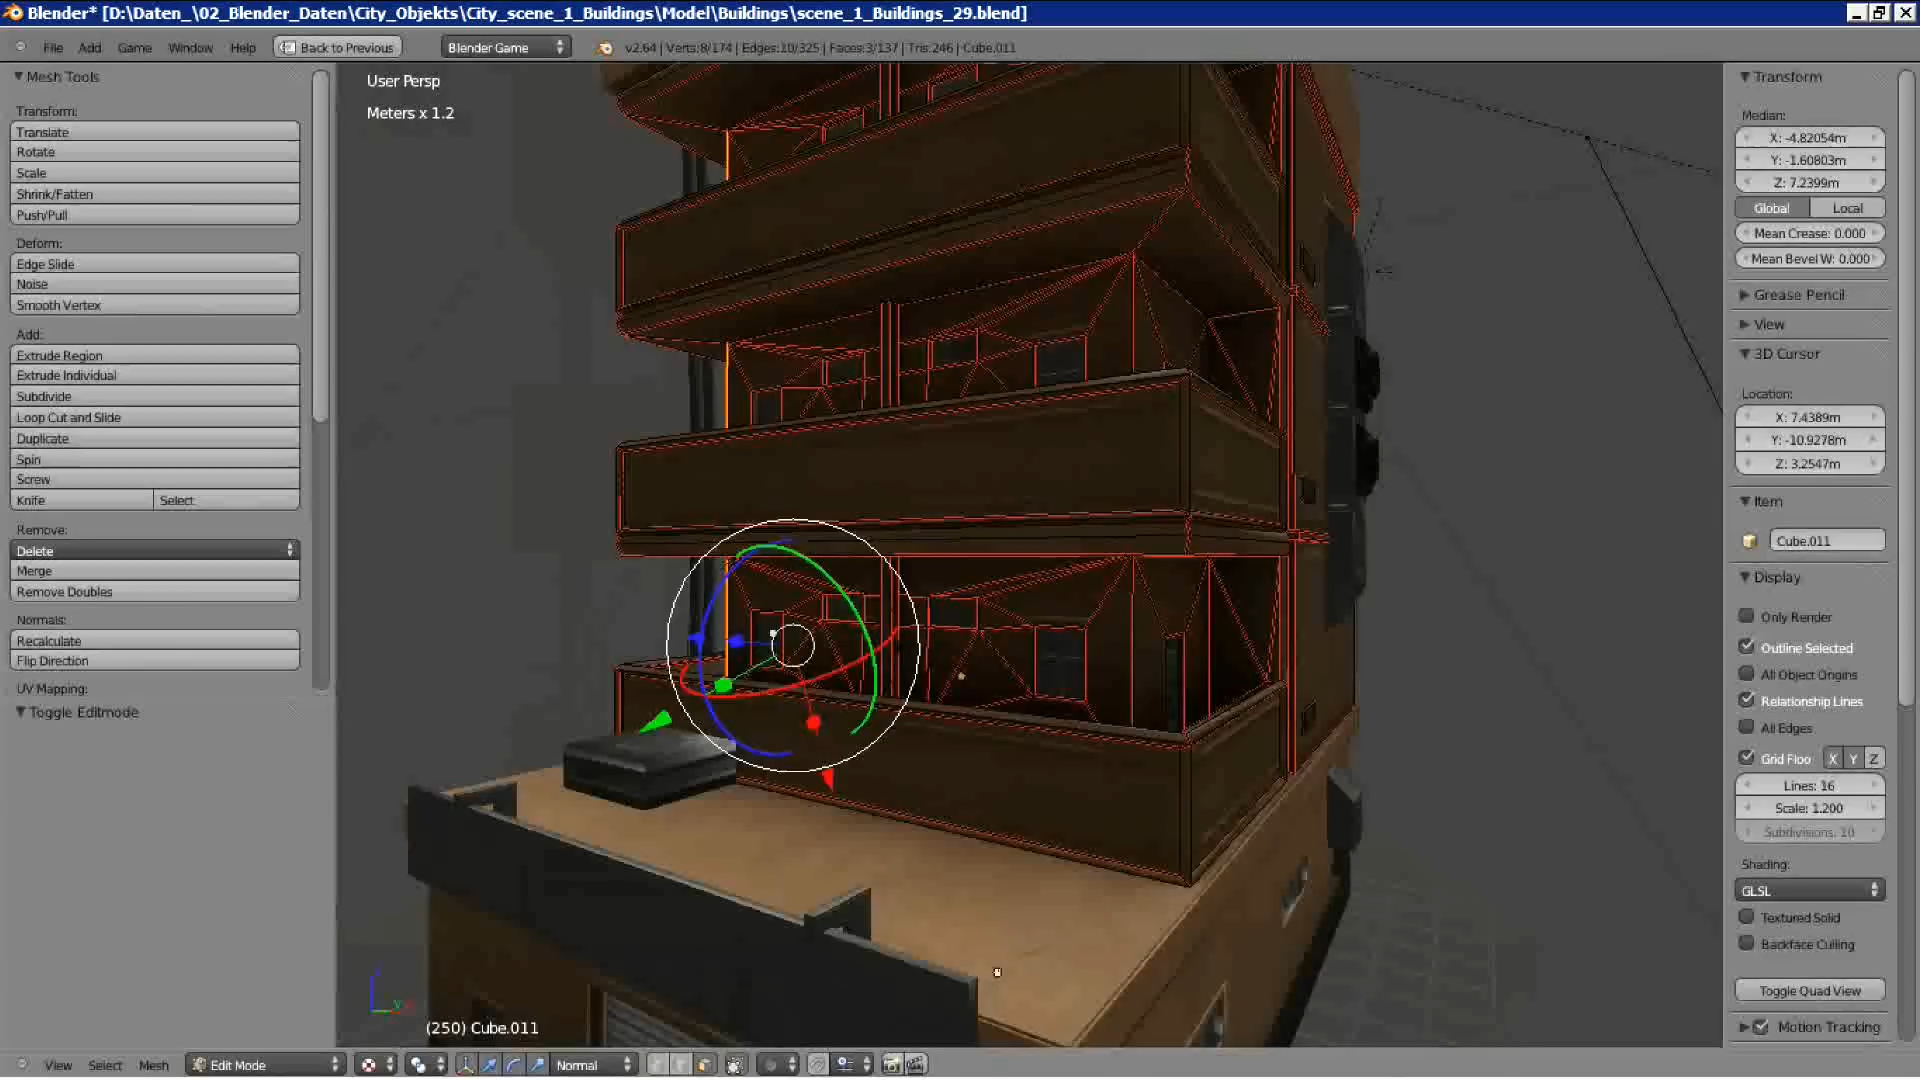 Blender* [D:\Daten_\02_Blender_Daten\City_Objekts\City_scene_1_Buildings\Model\Buildings\scene_1_Buildings_29.blend]
File Add Game Window Help Back to Previous Blender Game v2.64 | Verts:8/174 | Edges:10/325 | Faces:3/137 | Tris:246 | Cube.011
Mesh Tools
Transform:
Translate
Rotate
Scale
Shrink/Fatten
Push/Pull
Deform:
Edge Slide
Noise
Smooth Vertex
Add:
Extrude Region
Extrude Individual
Subdivide
Loop Cut and Slide
Duplicate
Spin
Screw
Knife Select
Remove:
Delete
Merge
Remove Doubles
Normals:
Recalculate
Flip Direction
UV Mapping:
Toggle Editmode
User Persp
Meters x 1.2
(250) Cube.011
Transform
Median:
X: -4.82054m
Y: -1.60803m
Z: 7.2399m
Global Local
Mean Crease: 0.000
Mean Bevel W: 0.000
Grease Pencil
View
3D Cursor
Location:
X: 7.4389m
Y: -10.9278m
Z: 3.2547m
Item
Cube.011
Display
Only Render
Outline Selected
All Object Origins
Relationship Lines
All Edges
Grid Floo X Y Z
Lines: 16
Scale: 1.200
Subdivisions: 10
Shading:
GLSL
Textured Solid
Backface Culling
Toggle Quad View
Motion Tracking
View Select Mesh Edit Mode Normal